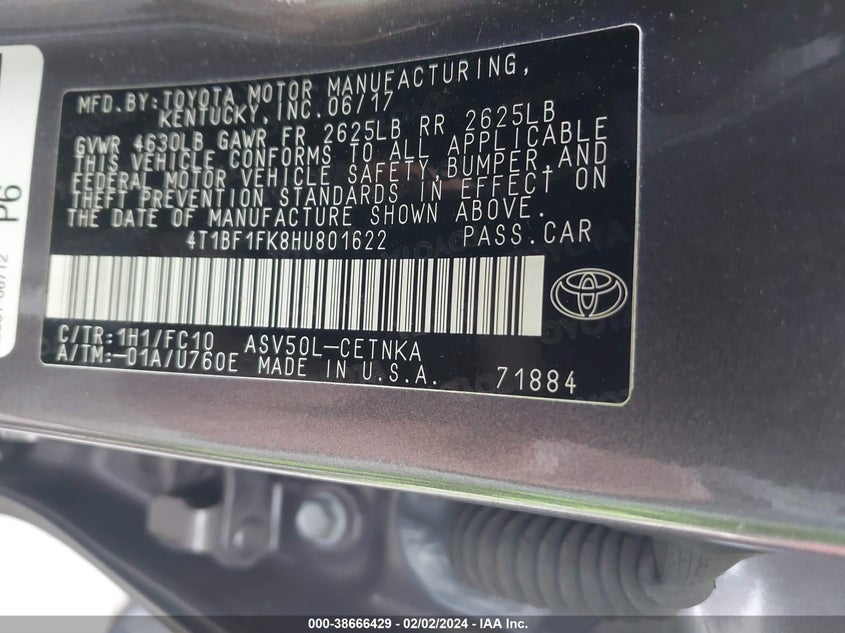 MFD.BY:TOYOTA MOTOR MANUFACTURING,
KENTUCKY, INC.06/17
GVWR 4630LB GAWR FR 2625LB RR 2625LB
THIS VEHICLE CONFORMS TO ALL APPLICABLE
FEDERAL MOTOR VEHICLE SAFETY,BUMPER,AND
THEFT PREVENTION STANDARDS IN EFFECT ON
THE DATE OF MANUFACTURE SHOWN ABOVE.
4T1BF1FK8HU801622 PASS.CAR
C/TR:1H1/FC10 ASV50L-CETNKA
A/TM:-01A/U760E MADE IN U.S.A. 71884
P6
000-38666429 - 02/02/2024 - IAA Inc.